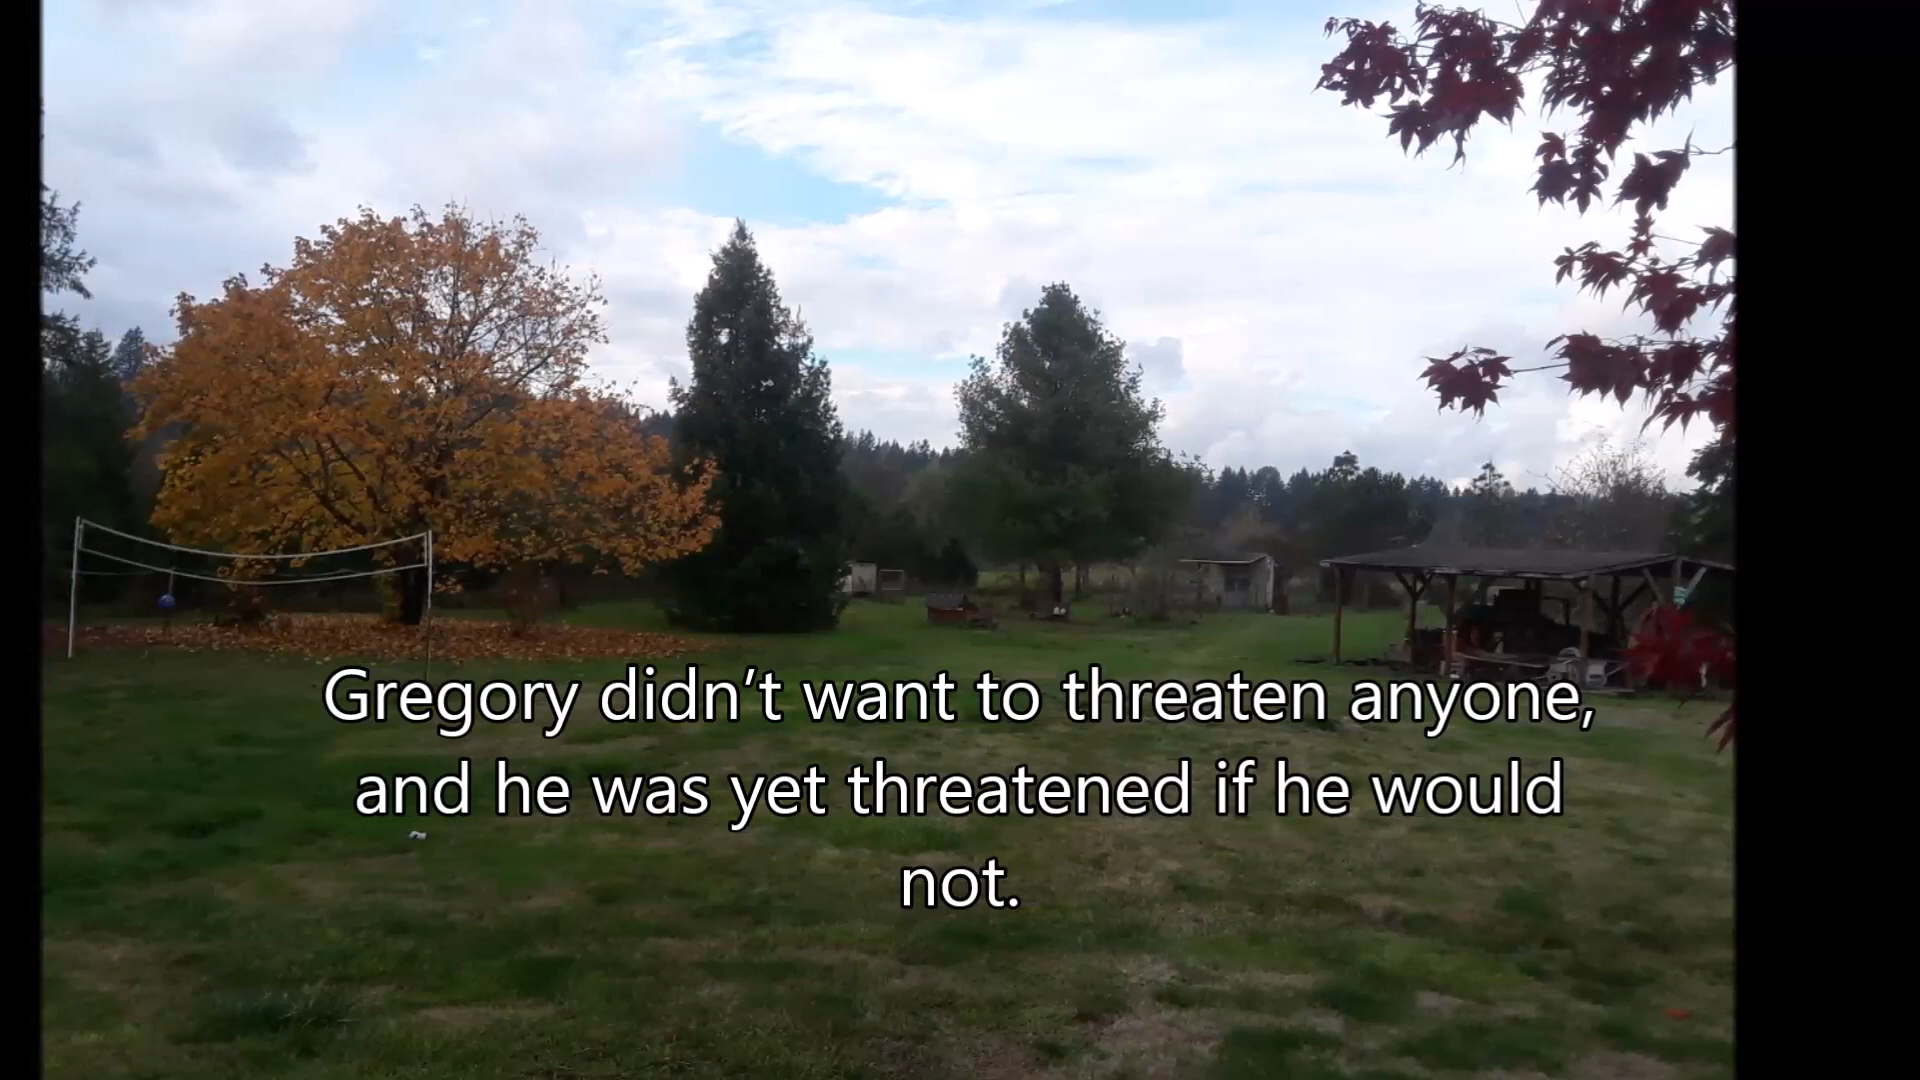 Gregory didn’t want to threaten anyone,
and he was yet threatened if he would
not.